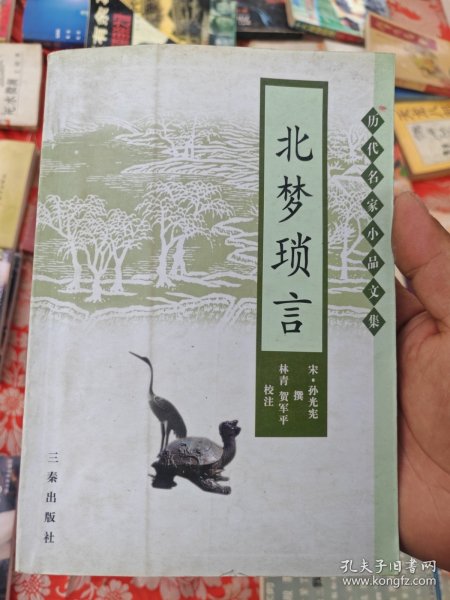 历代名家小品文集
北梦琐言
宋·孙光宪
撰
林青 贺军平
校注
三秦出版社
孔夫子旧书网
www.kongfz.com